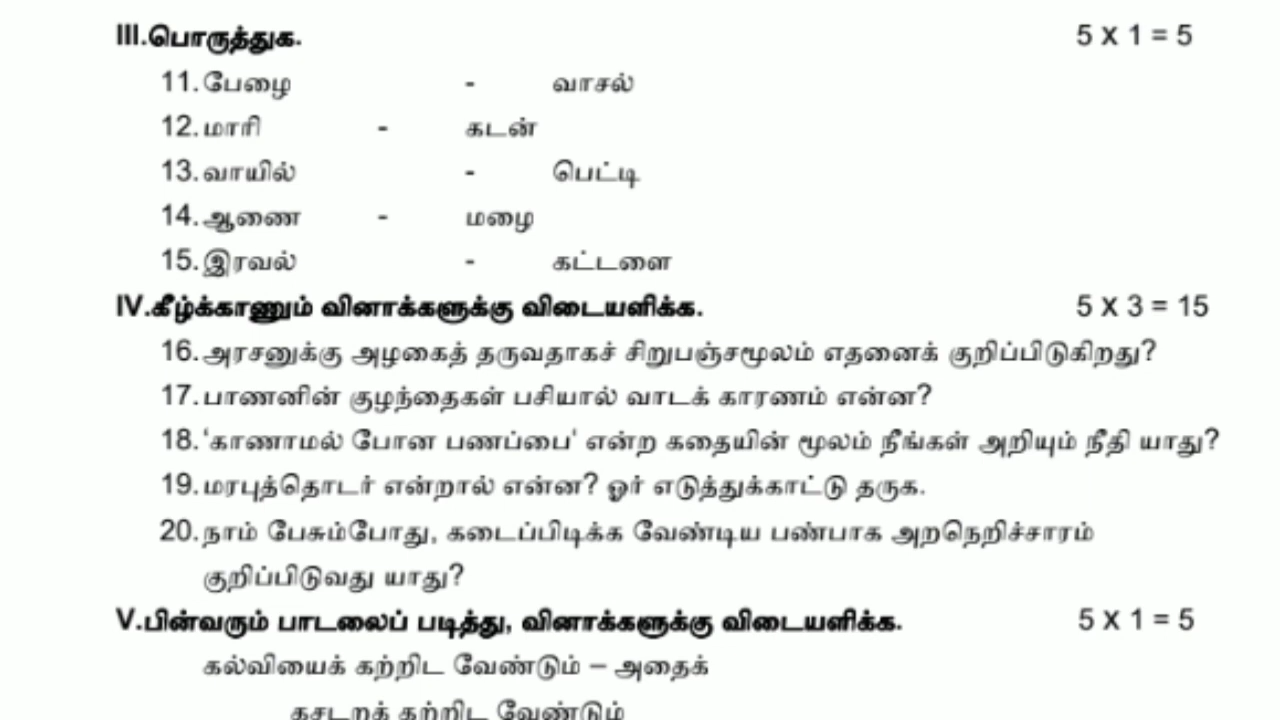 III.பொருத்துக. 5 X 1 = 5
11.பேழை - வாசல்
12.மாரி - கடன்
13.வாயில் - பெட்டி
14.ஆணை - மழை
15.இரவல் - கட்டளை
IV.கீழ்க்காணும் வினாக்களுக்கு விடையளிக்க. 5 X 3 = 15
16.அரசனுக்கு அழகைத் தருவதாகச் சிறுபஞ்சமூலம் எதனைக் குறிப்பிடுகிறது?
17.பாணனின் குழந்தைகள் பசியால் வாடக் காரணம் என்ன?
18.'காணாமல் போன பணப்பை' என்ற கதையின் மூலம் நீங்கள் அறியும் நீதி யாது?
19.மரபுத்தொடர் என்றால் என்ன? ஓர் எடுத்துக்காட்டு தருக.
20.நாம் பேசும்போது, கடைப்பிடிக்க வேண்டிய பண்பாக அறநெறிச்சாரம்
குறிப்பிடுவது யாது?
V.பின்வரும் பாடலைப் படித்து, வினாக்களுக்கு விடையளிக்க. 5 X 1 = 5
கல்வியைக் கற்றிட வேண்டும் – அதைக்
கசடறக் கற்றிட வேண்டும்